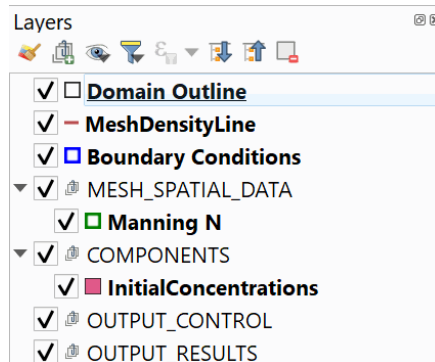 Layers
Domain Outline
MeshDensityLine
Boundary Conditions
MESH_SPATIAL_DATA
Manning N
COMPONENTS
InitialConcentrations
OUTPUT_CONTROL
OUTPUT_RESULTS